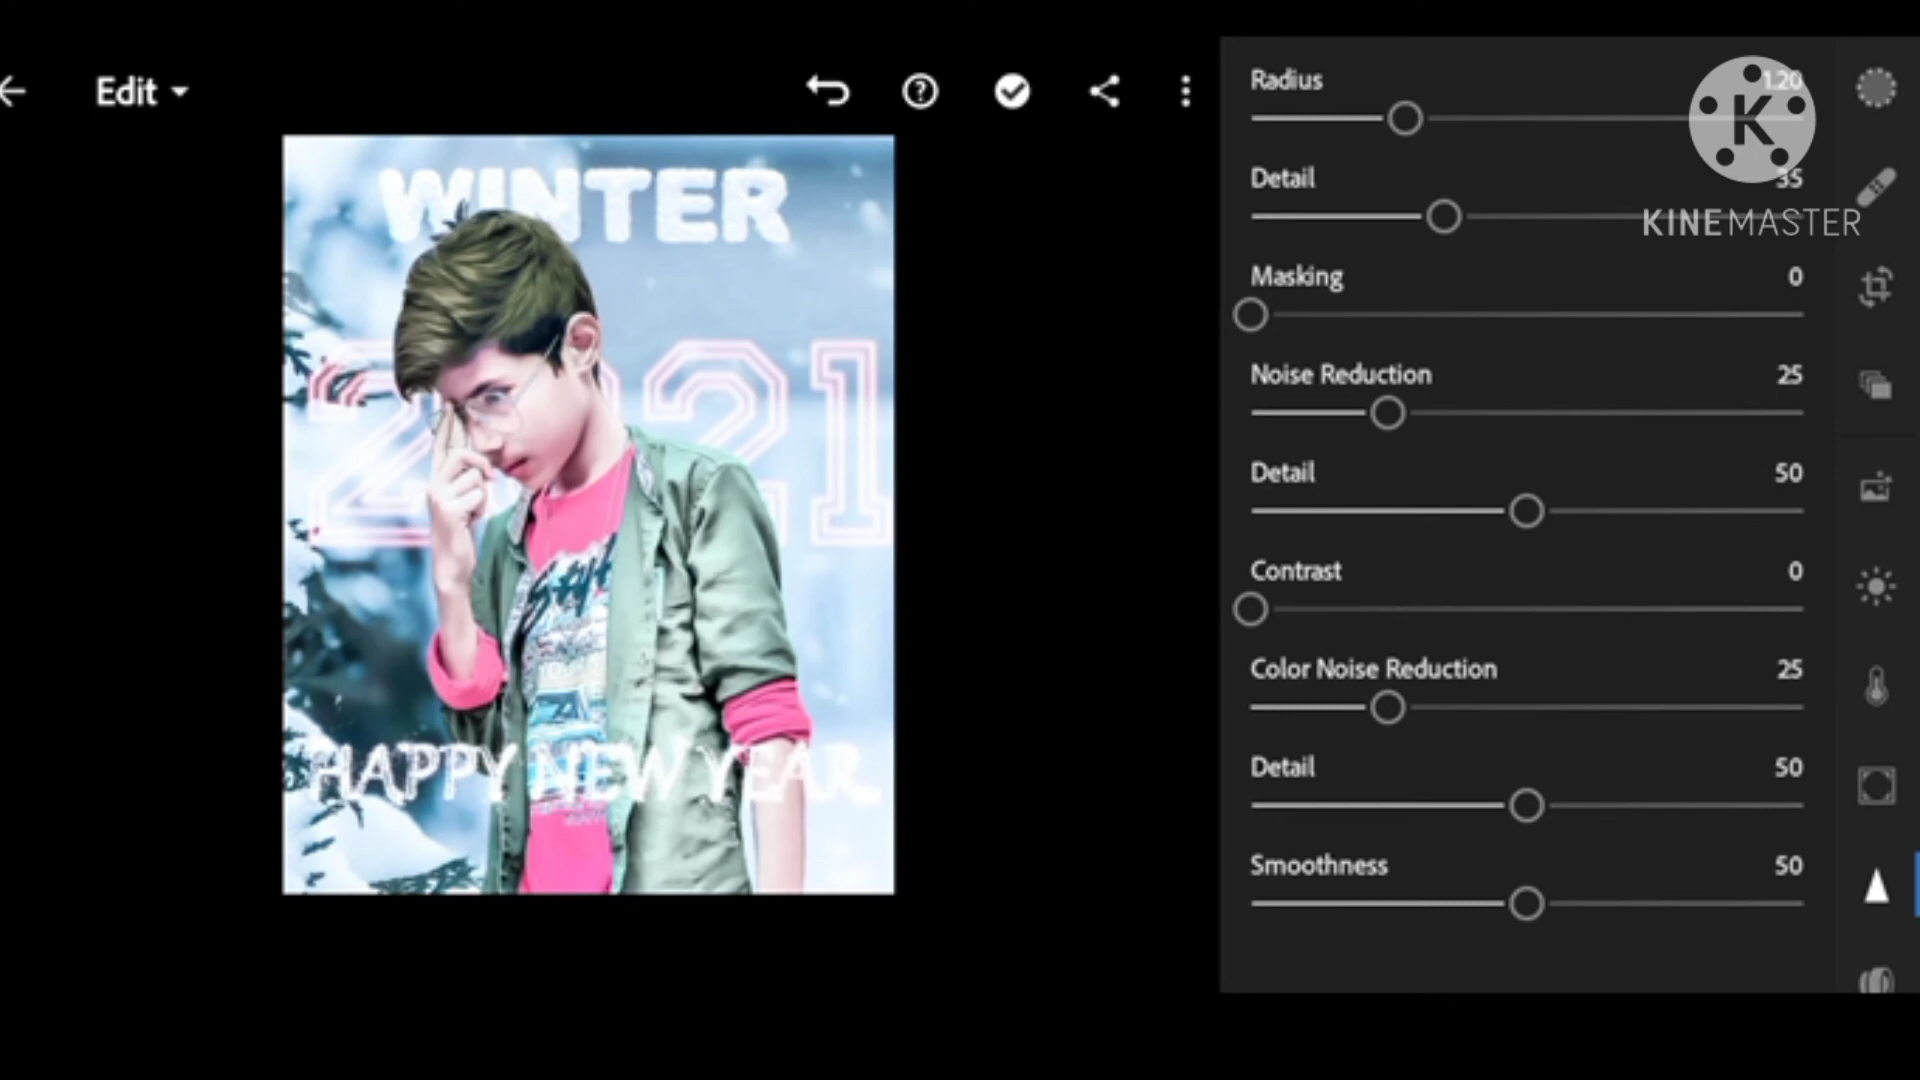 Edit
WINTER
2021
Style
HAPPY NEW YEAR
Radius 1.20
Detail 35
Masking 0
Noise Reduction 25
Detail 50
Contrast 0
Color Noise Reduction 25
Detail 50
Smoothness 50
K
KINEMASTER